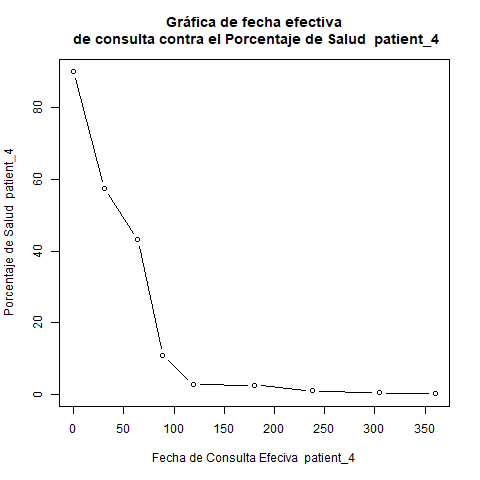 Gráfica de fecha efectiva
de consulta contra el Porcentaje de Salud patient_4
Porcentaje de Salud patient_4
80
60
40
20
0
0 50 100 150 200 250 300 350
Fecha de Consulta Efeciva patient_4